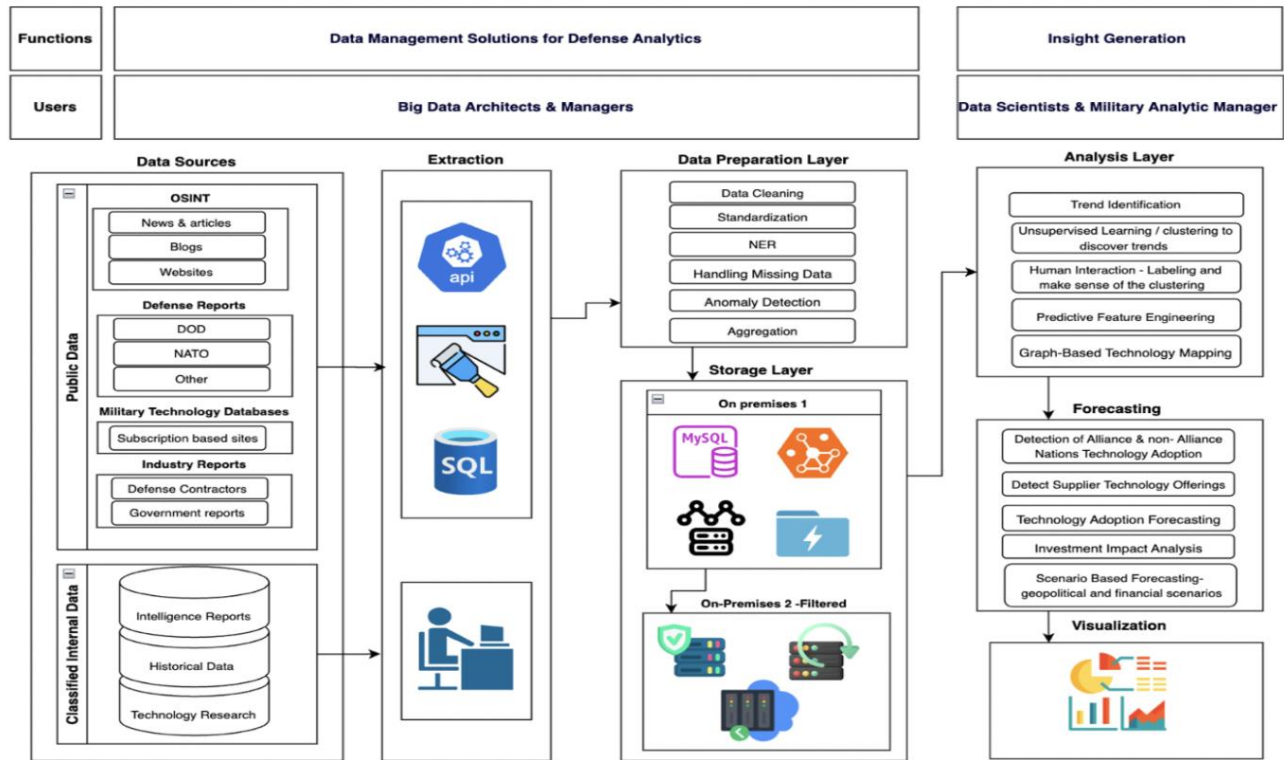 Functions
Data Management Solutions for Defense Analytics
Insight Generation
Users
Big Data Architects & Managers
Data Scientists & Military Analytic Manager
Data Sources
Public Data
OSINT
News & articles
Blogs
Websites
Defense Reports
DOD
NATO
Other
Military Technology Databases
Subscription based sites
Industry Reports
Defense Contractors
Government reports
Classified Internal Data
Intelligence Reports
Historical Data
Technology Research
Extraction
api
SQL
Data Preparation Layer
Data Cleaning
Standardization
NER
Handling Missing Data
Anomaly Detection
Aggregation
Storage Layer
On premises 1
MySQL
On-Premises 2 -Filtered
Analysis Layer
Trend Identification
Unsupervised Learning / clustering to
discover trends
Human Interaction - Labeling and
make sense of the clustering
Predictive Feature Engineering
Graph-Based Technology Mapping
Forecasting
Detection of Alliance & non- Alliance
Nations Technology Adoption
Detect Supplier Technology Offerings
Technology Adoption Forecasting
Investment Impact Analysis
Scenario Based Forecasting-
geopolitical and financial scenarios
Visualization